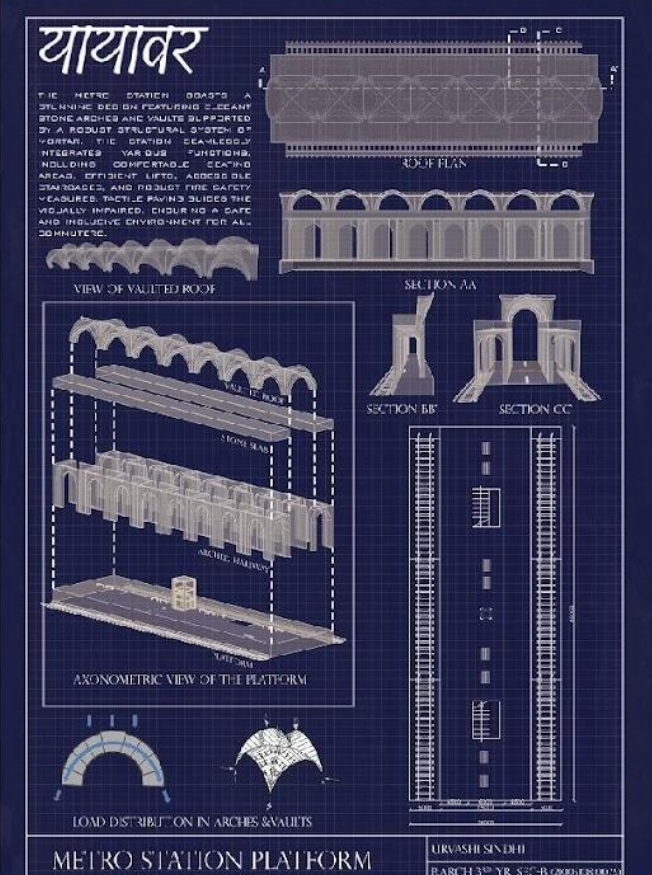 यायावर
THE METRO STATION BOASTS A
STUNNING DESIGN FEATURING ELEGANT
STONE ARCHES AND VAULTS SUPPORTED
BY A ROBUST STRUCTURAL SYSTEM OF
MORTAR. THE STATION SEAMLESSLY
INTEGRATES VARIOUS FUNCTIONS,
INCLUDING COMFORTABLE SEATING
AREAS, EFFICIENT LIFTS, ACCESSIBLE
STAIRCASES, AND ROBUST FIRE SAFETY
MEASURES. TACTILE PAVING GUIDES THE
VISUALLY IMPAIRED, ENSURING A SAFE
AND INCLUSIVE ENVIRONMENT FOR ALL
COMMUTERS.
ROOF PLAN
VIEW OF VAULTED ROOF
SECTION AA
SECTION BB'
SECTION CC'
VAULTED ROOF
STONE SLAB
ARCHED HALLWAY
PLATFORM
AXONOMETRIC VIEW OF THE PLATFORM
LOAD DISTRIBUTION IN ARCHES &VAULTS
METRO STATION PLATFORM
URVASHI SINDHI
B.ARCH 3RD YR, SEC-B